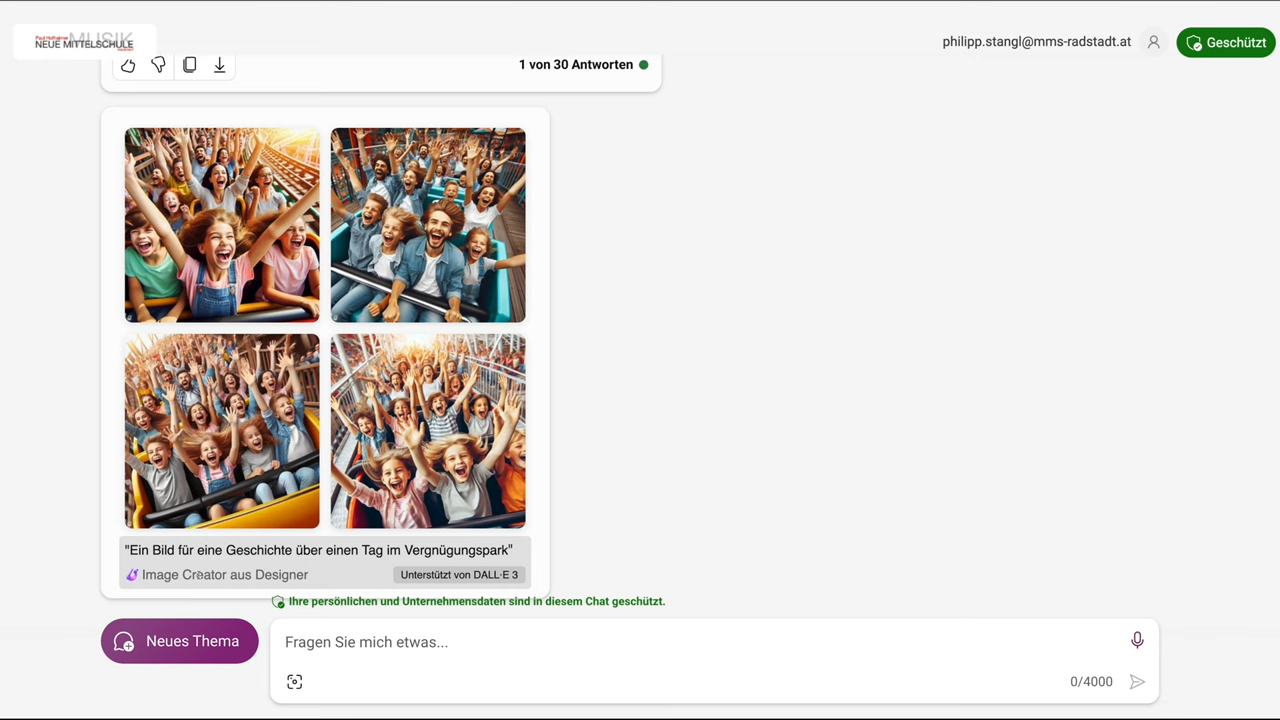 MUSIK
NEUE MITTELSCHULE
philipp.stangl@mms-radstadt.at
Geschützt
1 von 30 Antworten
"Ein Bild für eine Geschichte über einen Tag im Vergnügungspark"
Image Creator aus Designer
Unterstützt von DALL·E 3
Ihre persönlichen und Unternehmensdaten sind in diesem Chat geschützt.
Neues Thema
Fragen Sie mich etwas...
0/4000